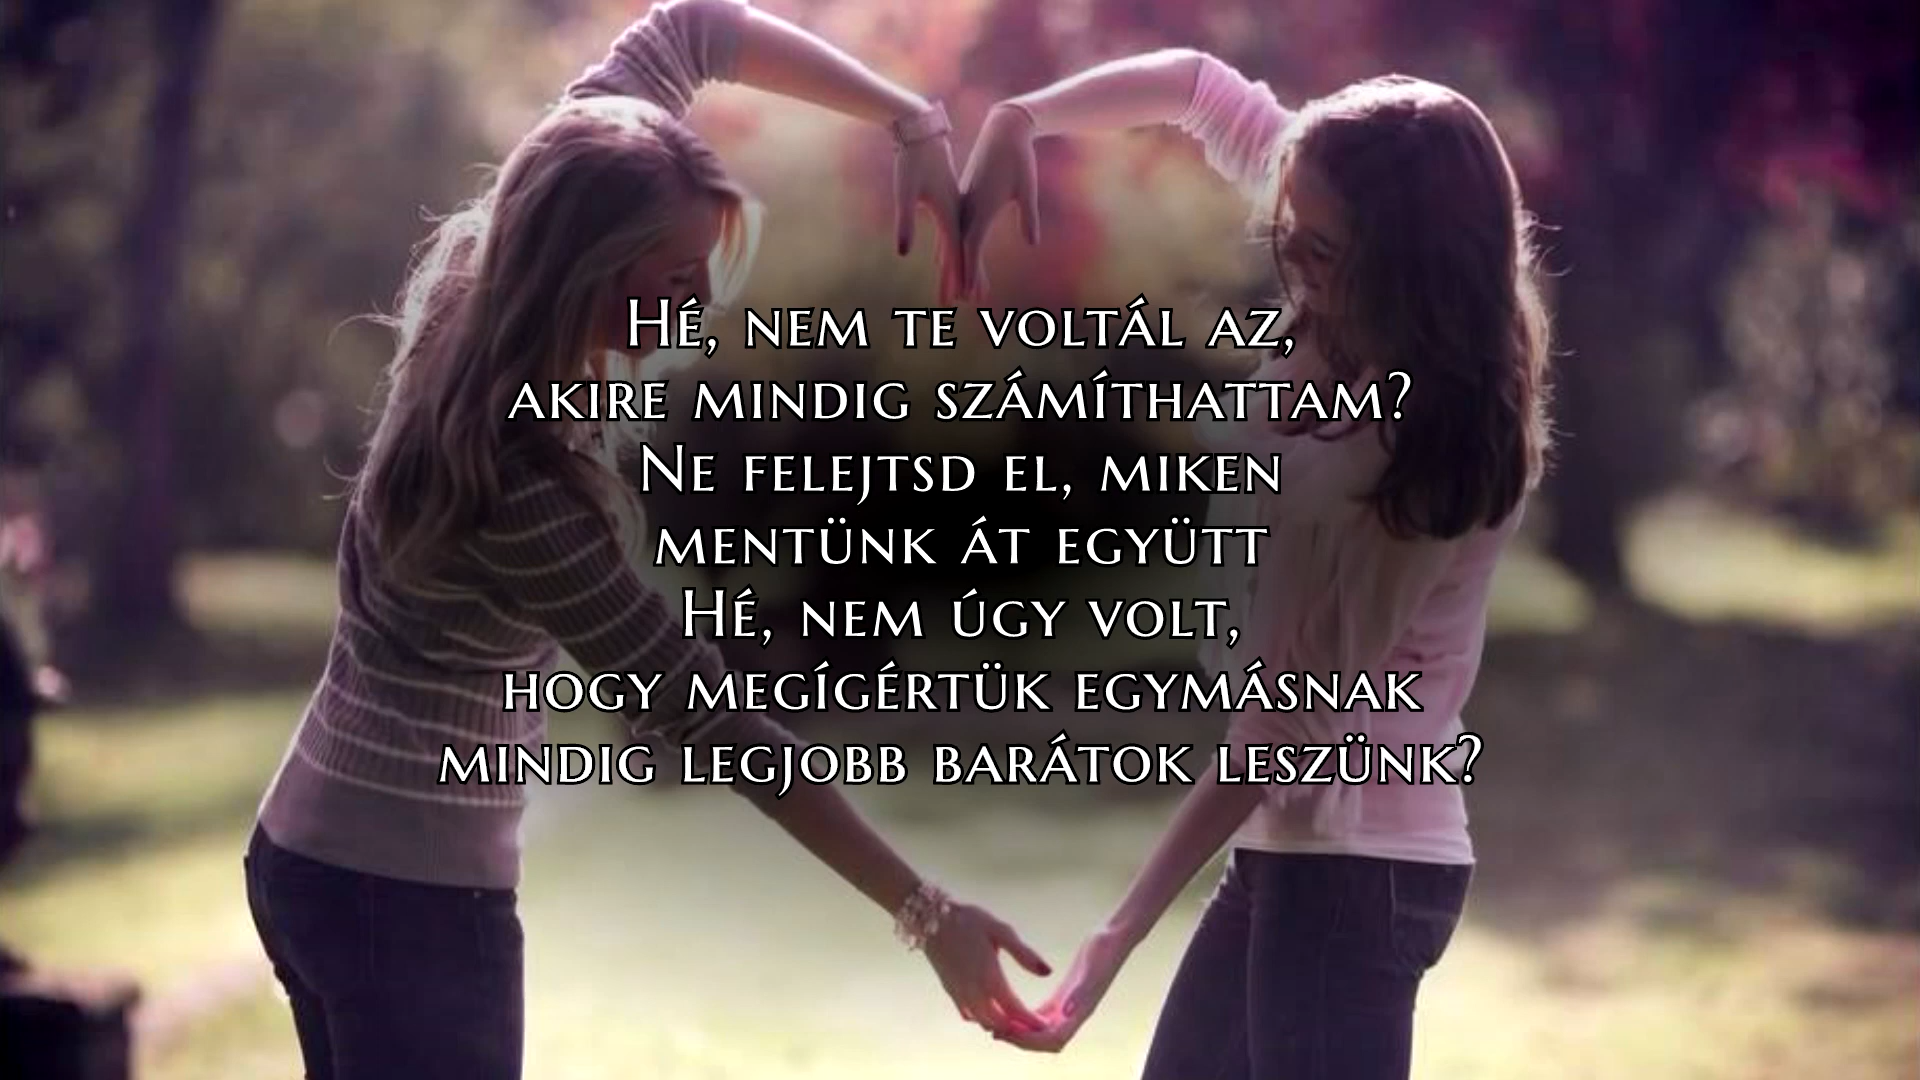 Hé, nem te voltál az,
akire mindig számíthattam?
Ne felejtsd el, miken
mentünk át együtt
Hé, nem úgy volt,
hogy megígértük egymásnak
mindig legjobb barátok leszünk?